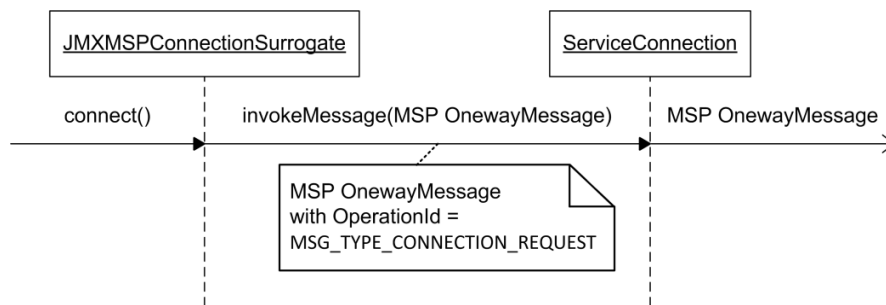 JMXMSPConnectionSurrogate
ServiceConnection
connect()
invokeMessage(MSP OnewayMessage)
MSP OnewayMessage
MSP OnewayMessage
with OperationId =
MSG_TYPE_CONNECTION_REQUEST